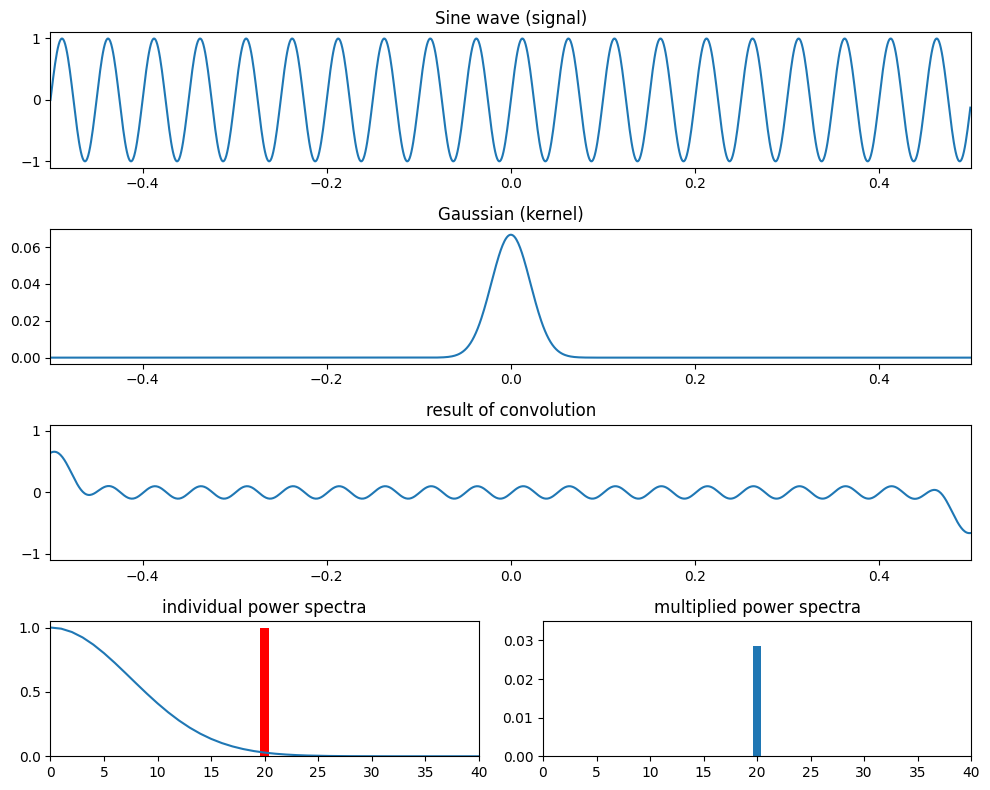 Sine wave (signal)
1
0
−1
−0.4 −0.2 0.0 0.2 0.4
Gaussian (kernel)
0.06
0.04
0.02
0.00
−0.4 −0.2 0.0 0.2 0.4
result of convolution
1
0
−1
−0.4 −0.2 0.0 0.2 0.4
individual power spectra
1.0
0.5
0.0
0 5 10 15 20 25 30 35 40
multiplied power spectra
0.03
0.02
0.01
0.00
0 5 10 15 20 25 30 35 40